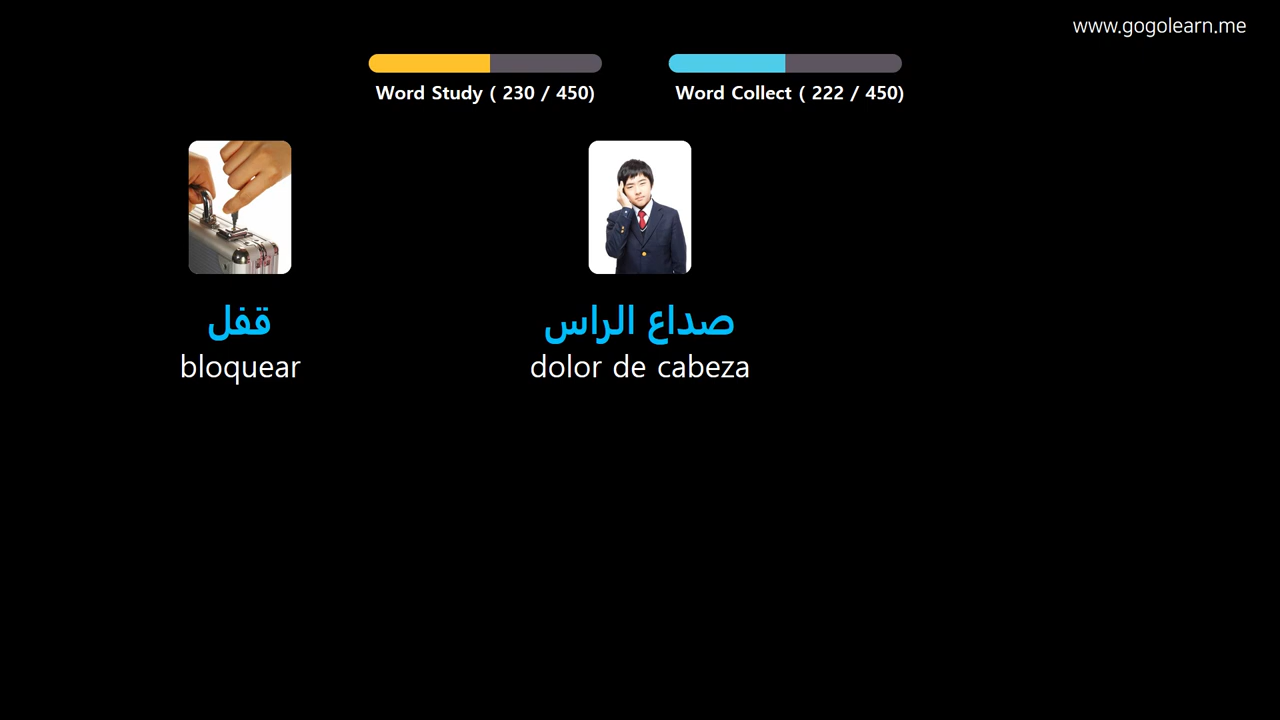 www.gogolearn.me
Word Study ( 230 / 450)
Word Collect ( 222 / 450)
قفل
bloquear
صداع الراس
dolor de cabeza